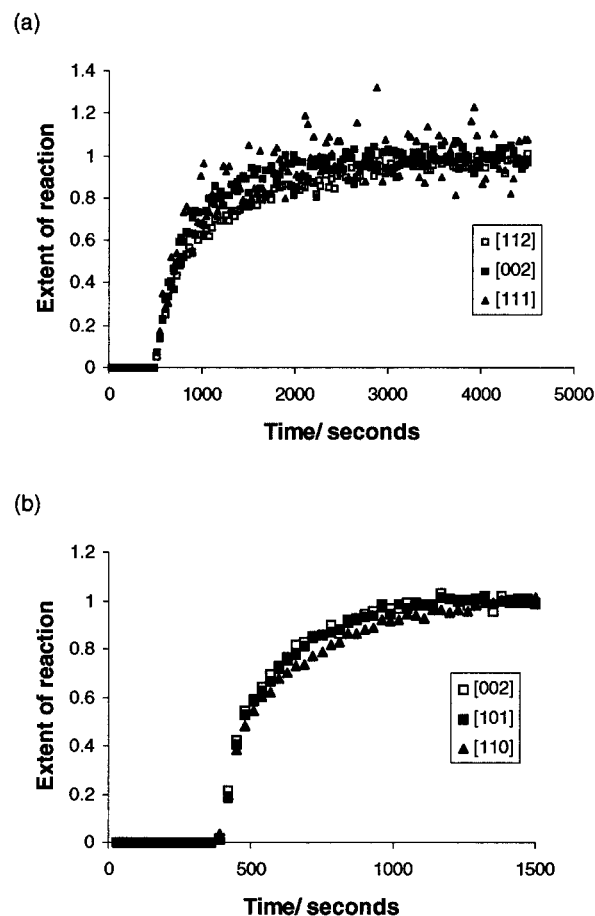 (a)
Extent of reaction
1.4
1.2
1
0.8
0.6
0.4
0.2
0
[112]
[002]
[111]
0 1000 2000 3000 4000 5000
Time/ seconds
(b)
Extent of reaction
1.2
1
0.8
0.6
0.4
0.2
0
[002]
[101]
[110]
0 500 1000 1500
Time/ seconds